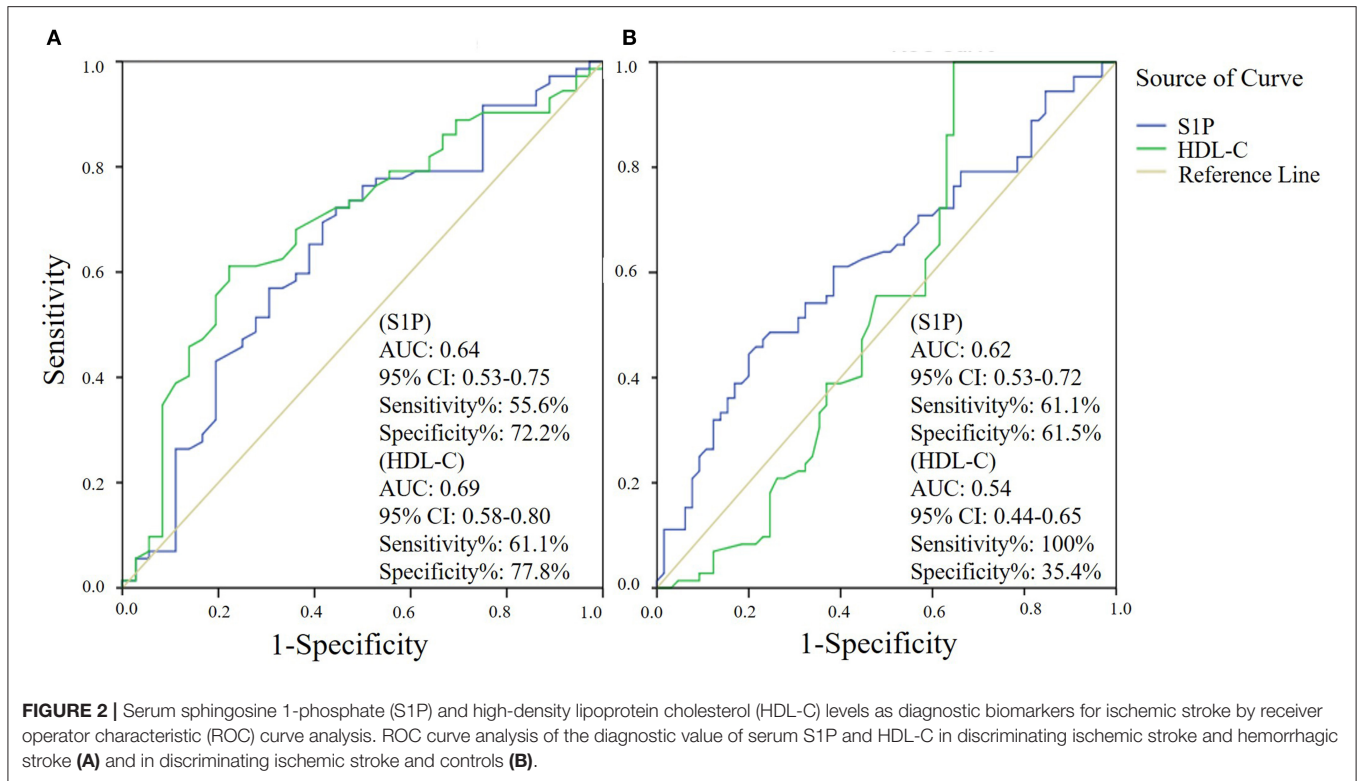 A
B
1.0
0.8
0.6
0.4
0.2
0.0
Sensitivity
(S1P)
AUC: 0.64
95% CI: 0.53-0.75
Sensitivity%: 55.6%
Specificity%: 72.2%
(HDL-C)
AUC: 0.69
95% CI: 0.58-0.80
Sensitivity%: 61.1%
Specificity%: 77.8%
0.0 0.2 0.4 0.6 0.8 1.0
1-Specificity
1.0
0.8
0.6
0.4
0.2
0.0
(S1P)
AUC: 0.62
95% CI: 0.53-0.72
Sensitivity%: 61.1%
Specificity%: 61.5%
(HDL-C)
AUC: 0.54
95% CI: 0.44-0.65
Sensitivity%: 100%
Specificity%: 35.4%
0.0 0.2 0.4 0.6 0.8 1.0
1-Specificity
Source of Curve
S1P
HDL-C
Reference Line
FIGURE 2 | Serum sphingosine 1-phosphate (S1P) and high-density lipoprotein cholesterol (HDL-C) levels as diagnostic biomarkers for ischemic stroke by receiver
operator characteristic (ROC) curve analysis. ROC curve analysis of the diagnostic value of serum S1P and HDL-C in discriminating ischemic stroke and hemorrhagic
stroke (A) and in discriminating ischemic stroke and controls (B).